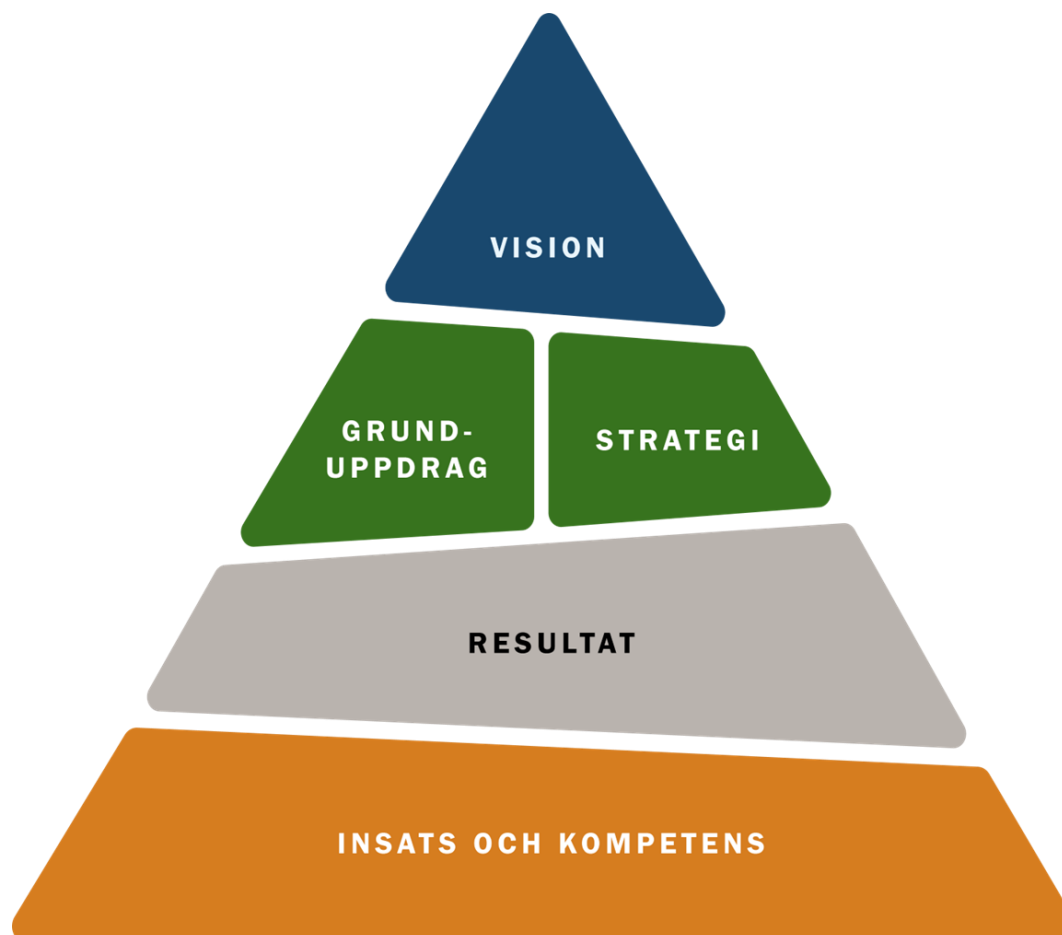 VISION
GRUND-
UPPDRAG
STRATEGI
RESULTAT
INSATS OCH KOMPETENS